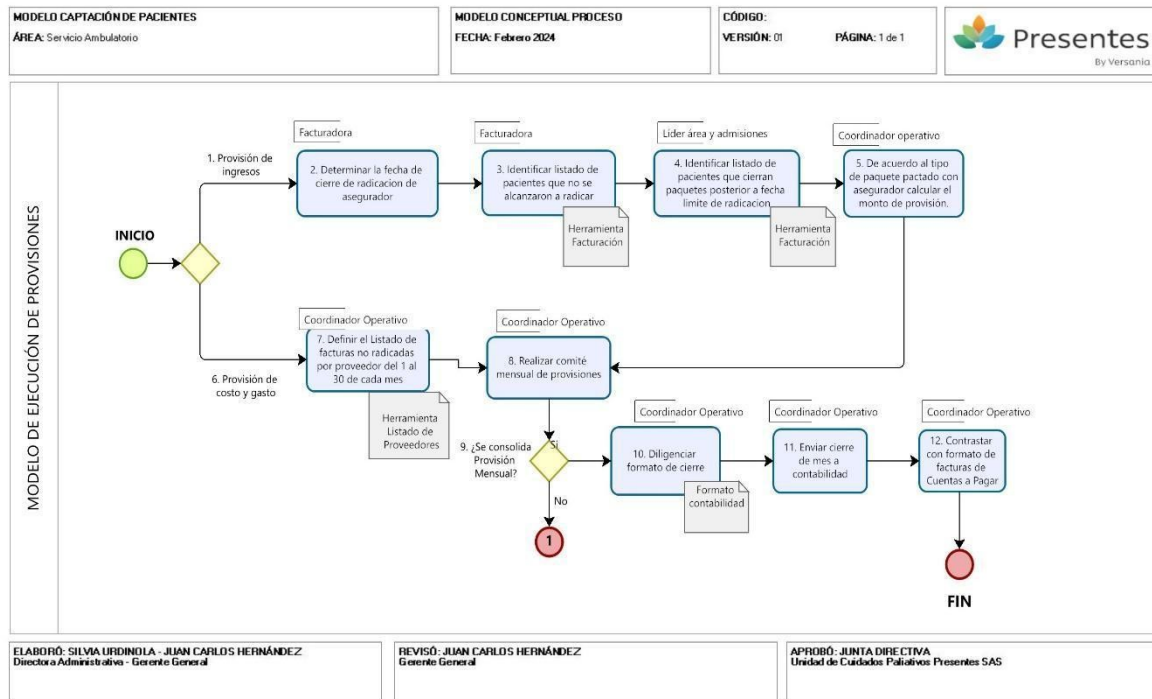 MODELO CAPTACIÓN DE PACIENTES
ÁREA: Servicio Ambulatorio
MODELO CONCEPTUAL PROCESO
FECHA: Febrero 2024
CÓDIGO:
VERSIÓN: 01 PÁGINA: 1 de 1
Presentes
By Versania
MODELO DE EJECUCIÓN DE PROVISIONES
INICIO
1. Provisión de
ingresos
Facturadora
2. Determinar la fecha de
cierre de radicacion de
asegurador
Facturadora
3. Identificar listado de
pacientes que no se
alcanzaron a radicar
Herramienta
Facturación
Lider área y admisiones
4. Identificar listado de
pacientes que cierran
paquetes posterior a fecha
limite de radicacion
Herramienta
Facturación
Coordinador operativo
5. De acuerdo al tipo
de paquete pactado con
asegurador calcular el
monto de provisión.
6. Provisión de
costo y gasto
Coordinador Operativo
7. Definir el Listado de
facturas no radicadas
por proveedor del 1 al
30 de cada mes
Herramienta
Listado de
Proveedores
Coordinador Operativo
8. Realizar comité
mensual de provisiones
9. ¿Se consolida
Provisión
Mensual?
Si
No
1
Coordinador Operativo
10. Diligenciar
formato de cierre
Formato
contabilidad
Coordinador Operativo
11. Enviar cierre
de mes a
contabilidad
Coordinador Operativo
12. Contrastar
con formato de
facturas de
Cuentas a Pagar
FIN
ELABORÓ: SILVIA URDINOLA - JUAN CARLOS HERNÁNDEZ
Directora Administrativa - Gerente General
REVISÓ: JUAN CARLOS HERNÁNDEZ
Gerente General
APROBÓ: JUNTA DIRECTIVA
Unidad de Cuidados Paliativos Presentes SAS